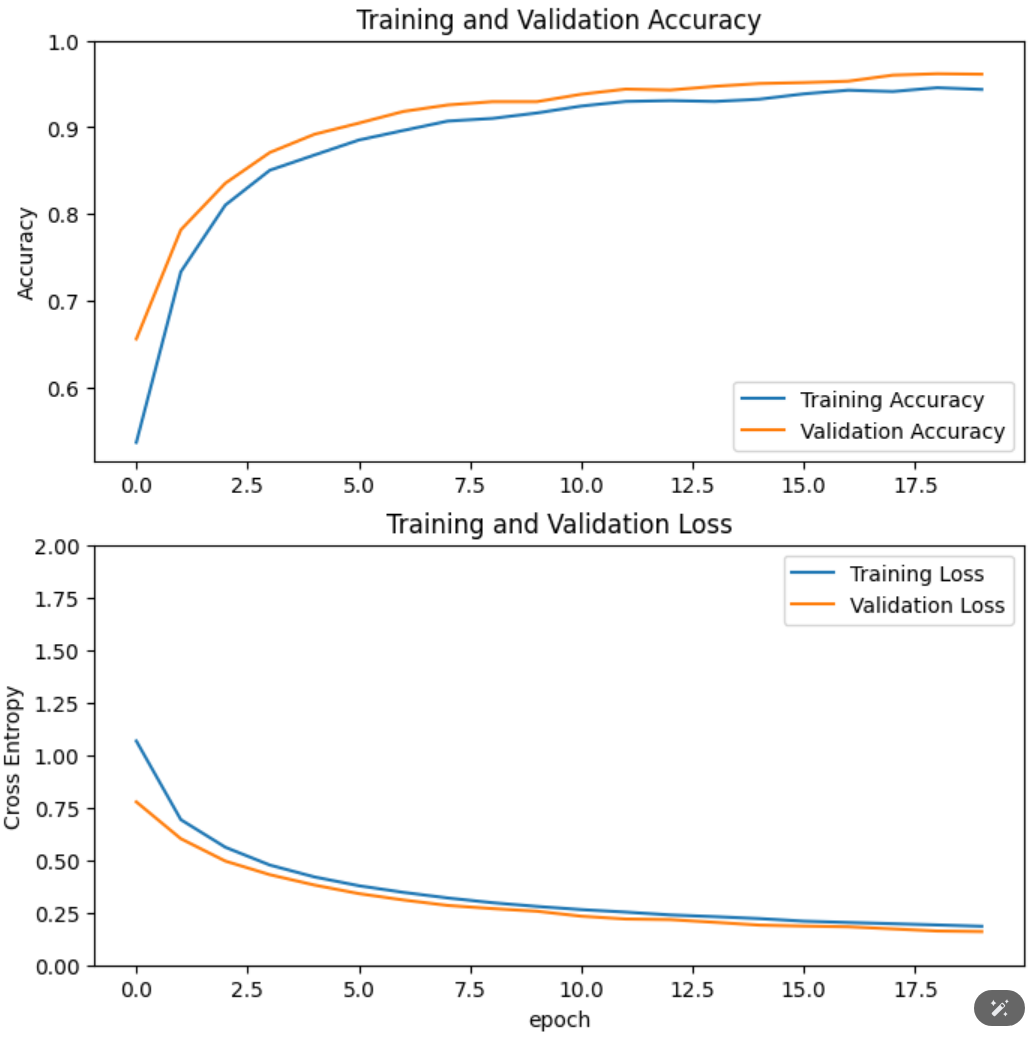 Training and Validation Accuracy
1.0
0.9
0.8
0.7
0.6
Accuracy
Training Accuracy
Validation Accuracy
0.0 2.5 5.0 7.5 10.0 12.5 15.0 17.5
Training and Validation Loss
2.00
1.75
1.50
1.25
1.00
0.75
0.50
0.25
0.00
Cross Entropy
Training Loss
Validation Loss
0.0 2.5 5.0 7.5 10.0 12.5 15.0 17.5
epoch